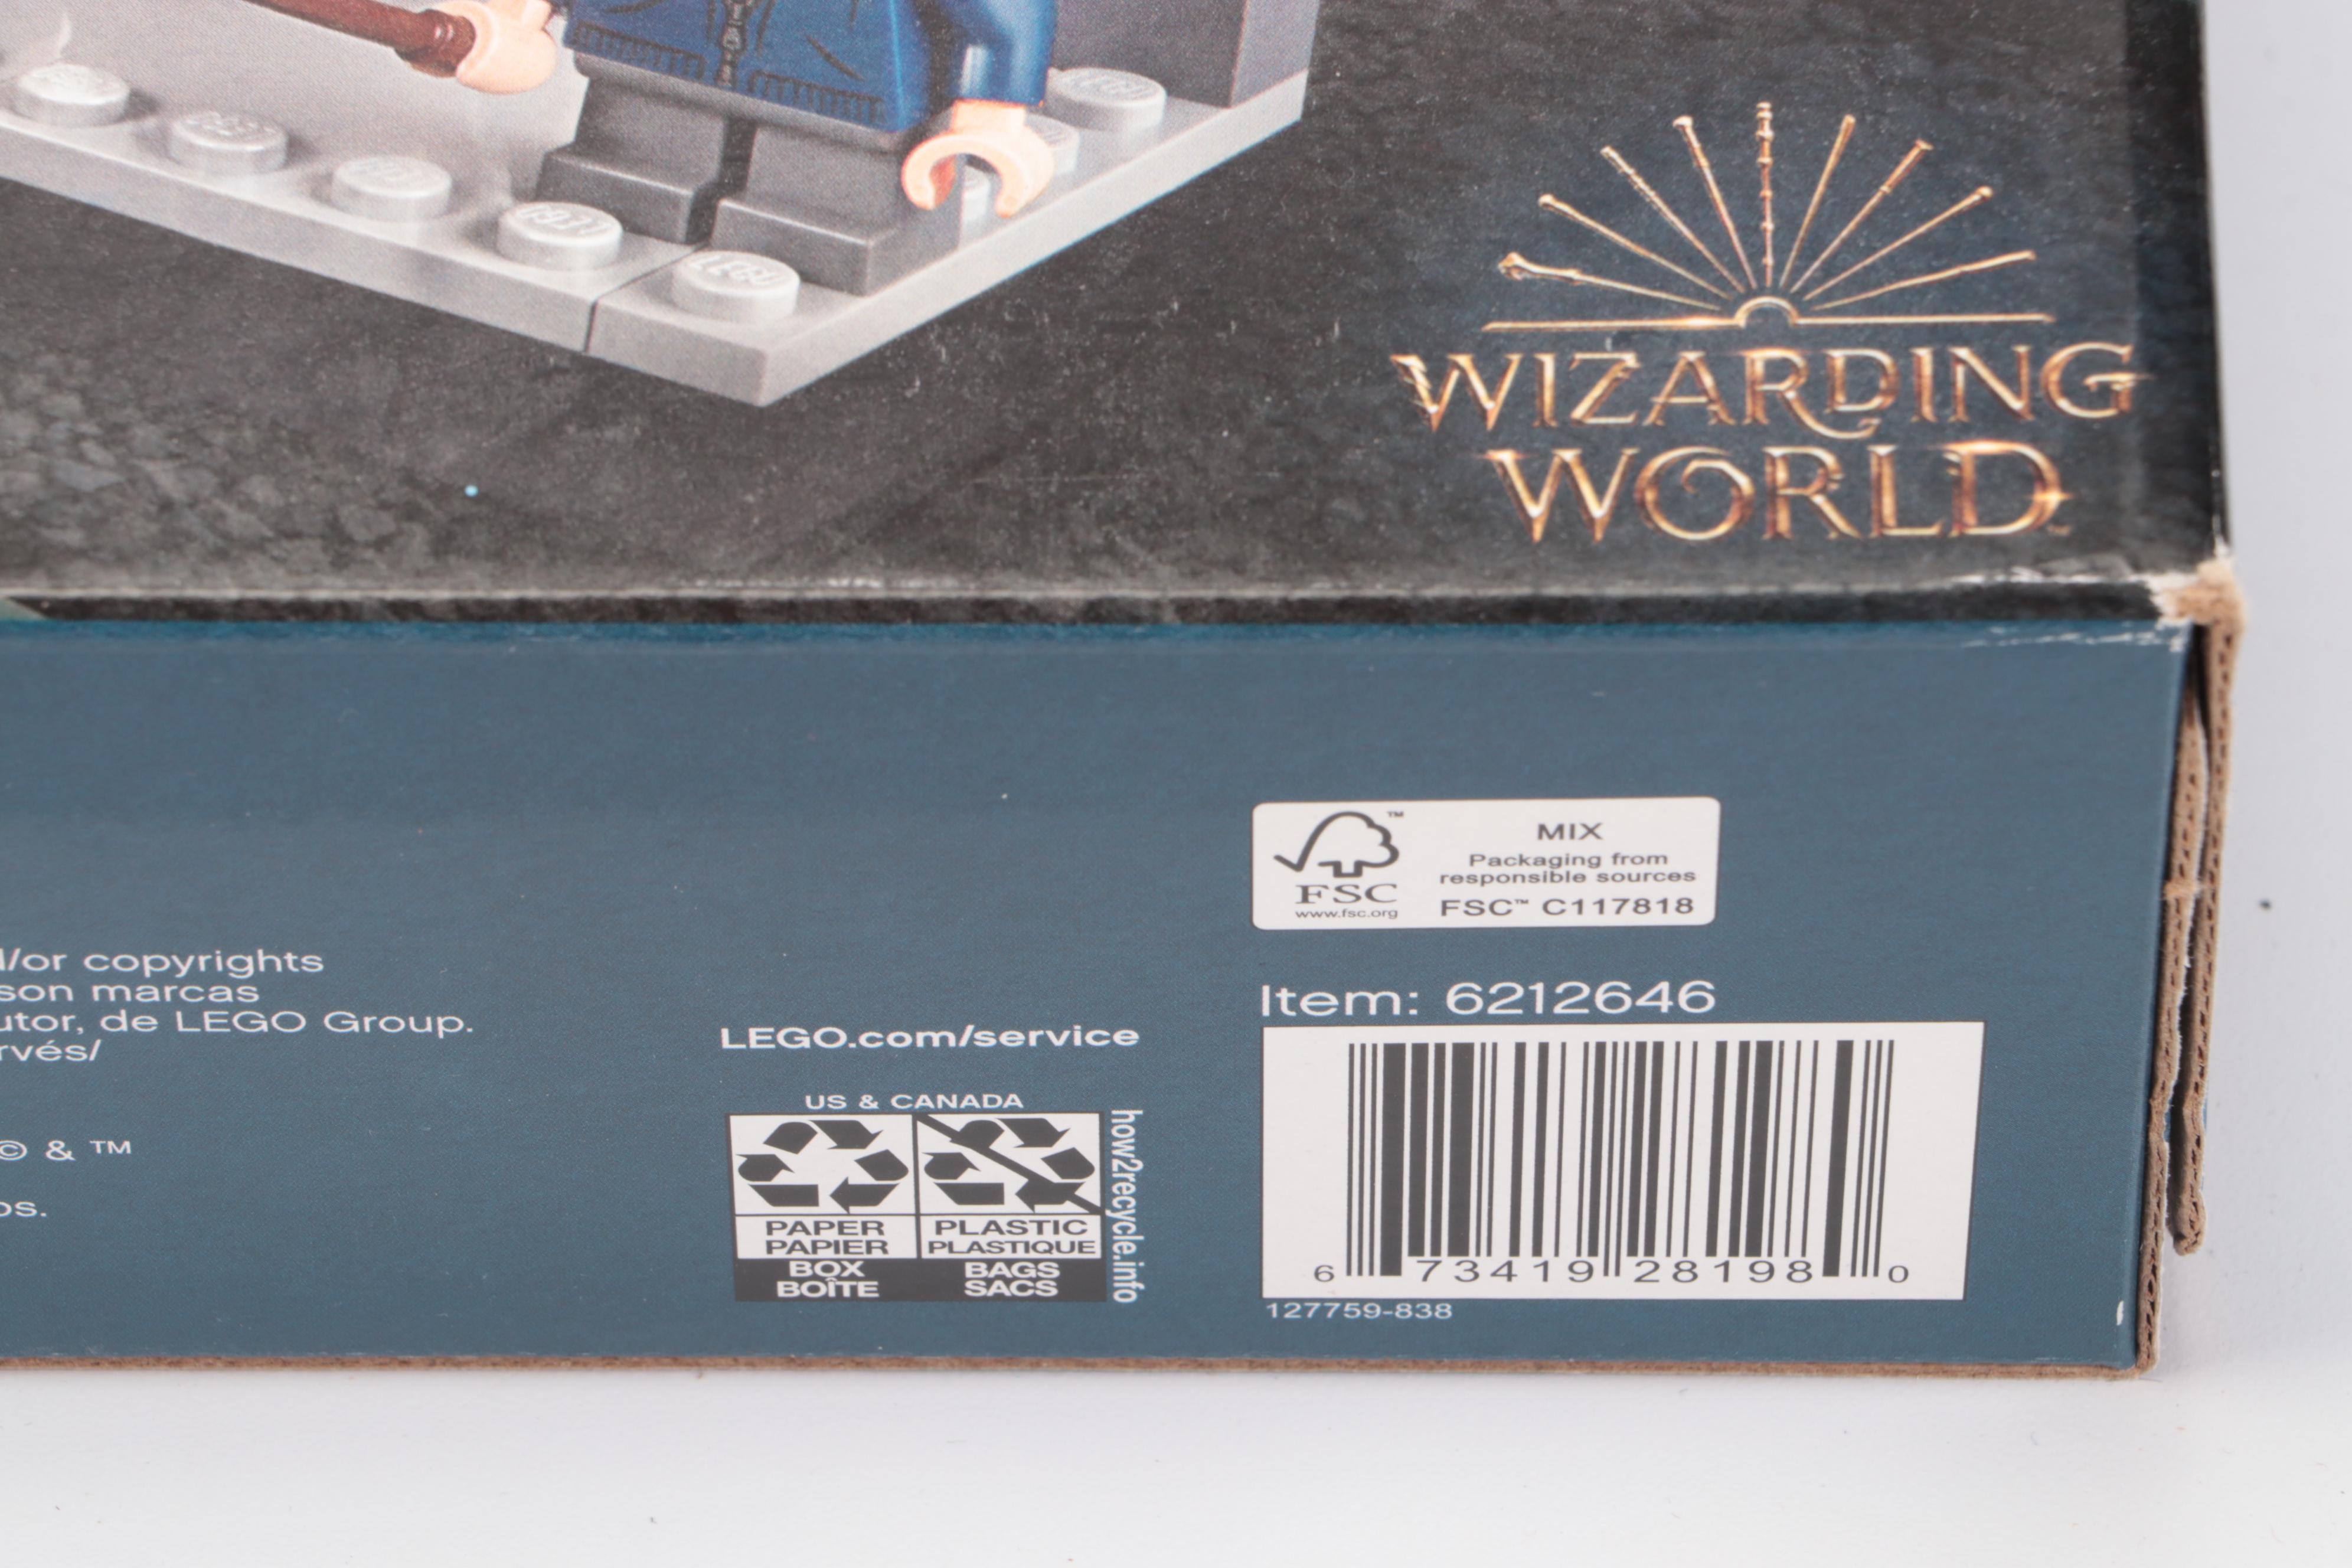 LEGO
WIZARDING
WORLD
MIX
Packaging from
responsible sources
FSC™ C117818
™
FSC
www.fsc.org
/or copyrights
son marcas
utor, de LEGO Group.
rvés/
© & ™
os.
LEGO.com/service
US & CANADA
PAPER
PAPIER
BOX
BOÎTE
PLASTIC
PLASTIQUE
BAGS
SACS
how2recycle.info
Item: 6212646
6 73419 28198 0
127759-838